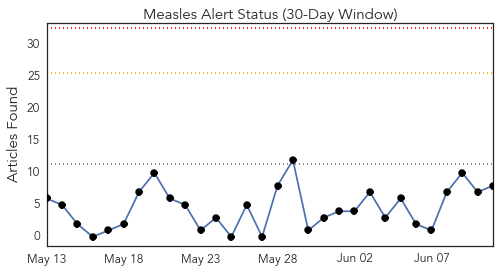 Measles Alert Status (30-Day Window)
Articles Found
30
25
20
15
10
5
0
May 13
May 18
May 23
May 28
Jun 02
Jun 07